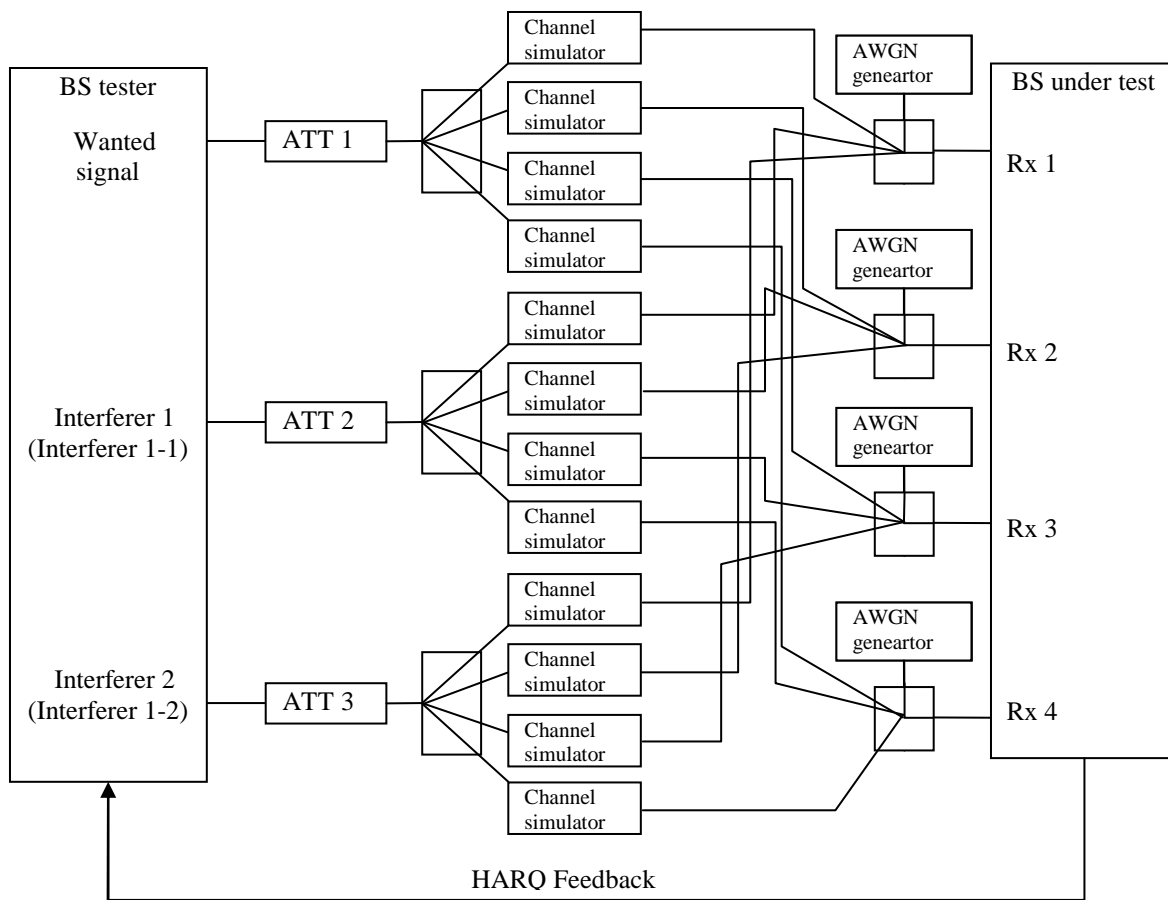 BS tester
Wanted
signal
Interferer 1
(Interferer 1-1)
Interferer 2
(Interferer 1-2)
ATT 1
ATT 2
ATT 3
Channel
simulator
Channel
simulator
Channel
simulator
Channel
simulator
Channel
simulator
Channel
simulator
Channel
simulator
Channel
simulator
Channel
simulator
Channel
simulator
Channel
simulator
Channel
simulator
AWGN
geneartor
AWGN
geneartor
AWGN
geneartor
AWGN
geneartor
BS under test
Rx 1
Rx 2
Rx 3
Rx 4
HARQ Feedback